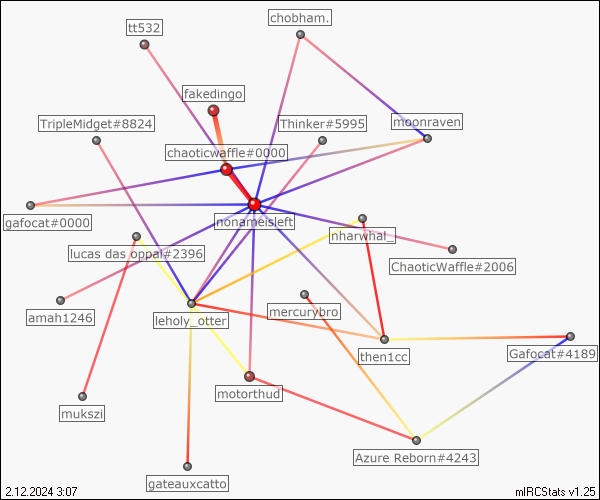 chobham.
tt532
fakedingo
TripleMidget#8824
Thinker#5995
moonraven
chaoticwaffle#0000
gafocat#0000
nonameisleft
nharwhal_
lucas das oppai#2396
ChaoticWaffle#2006
amah1246
leholy_otter
mercurybro
then1cc
Gafocat#4189
motorthud
mukszi
Azure Reborn#4243
gateauxcatto
2.12.2024 3:07
mIRCStats v1.25